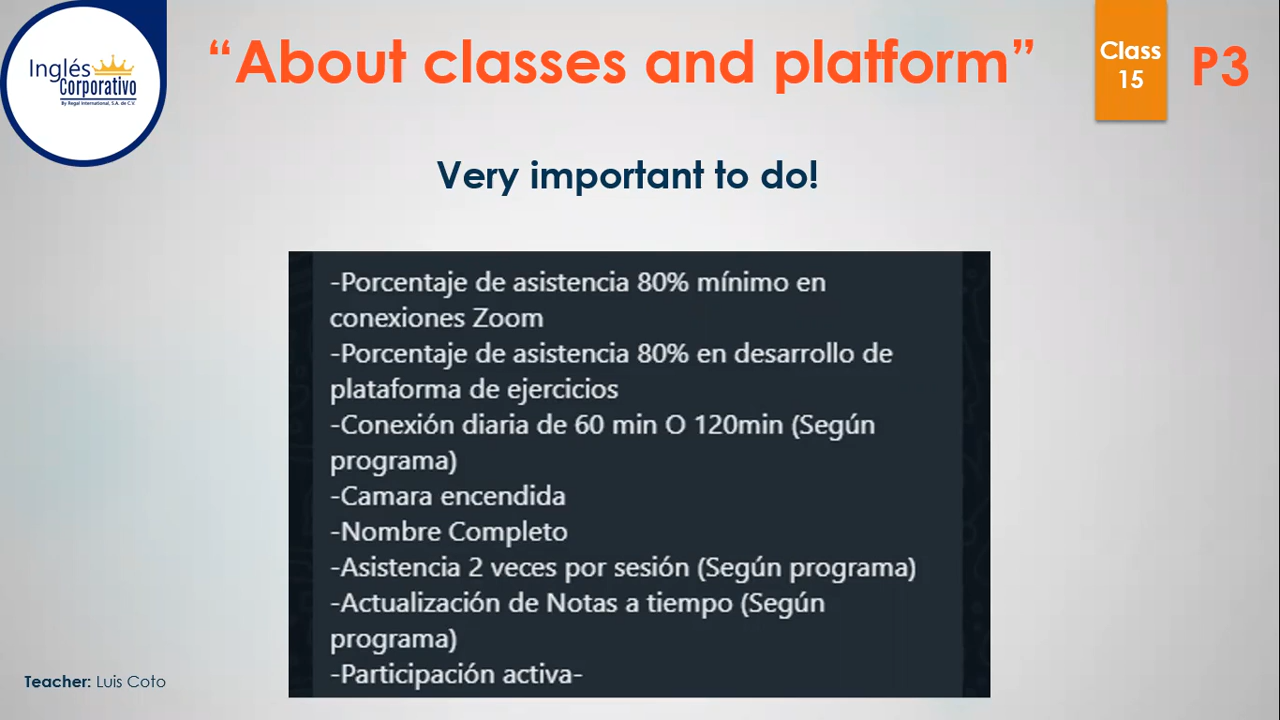 Inglés
Corporativo
By Regal International, S.A. de C.V.
“About classes and platform”
Class
15
P3
Very important to do!
-Porcentaje de asistencia 80% mínimo en
conexiones Zoom
-Porcentaje de asistencia 80% en desarrollo de
plataforma de ejercicios
-Conexión diaria de 60 min O 120min (Según
programa)
-Camara encendida
-Nombre Completo
-Asistencia 2 veces por sesión (Según programa)
-Actualización de Notas a tiempo (Según
programa)
-Participación activa-
Teacher: Luis Coto